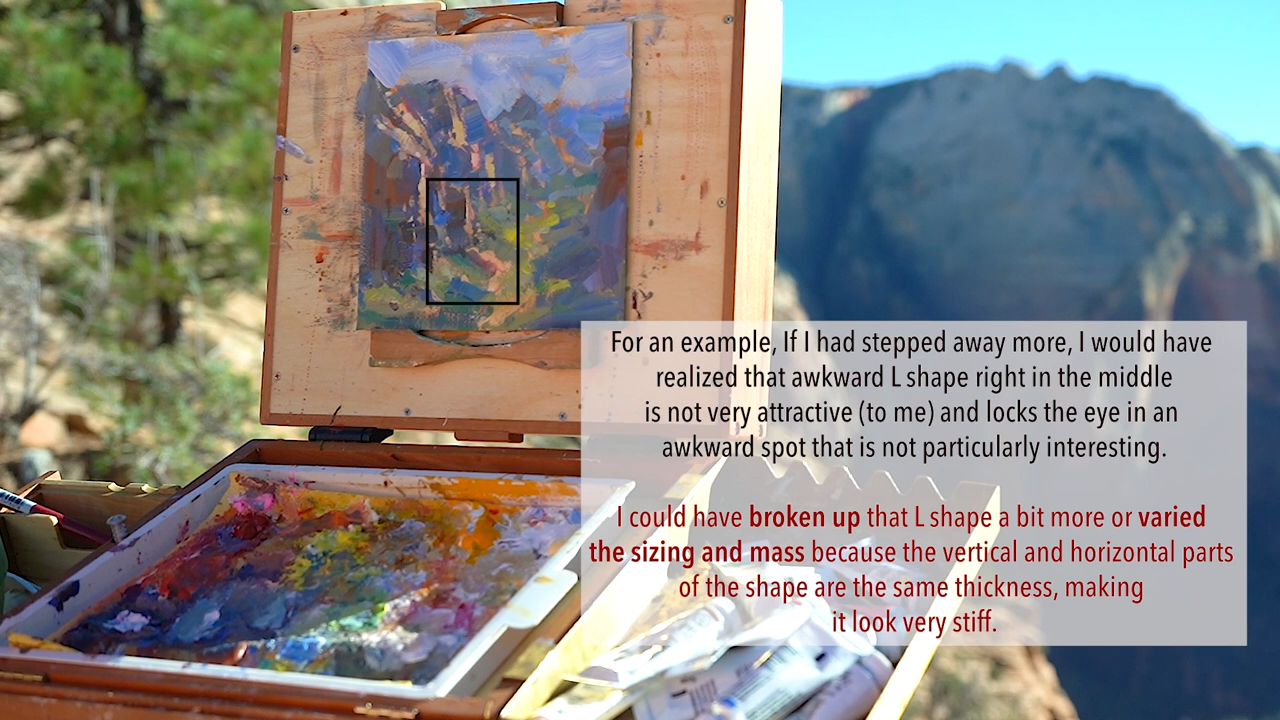 For an example, If I had stepped away more, I would have
realized that awkward L shape right in the middle
is not very attractive (to me) and locks the eye in an
awkward spot that is not particularly interesting.
I could have broken up that L shape a bit more or varied
the sizing and mass because the vertical and horizontal parts
of the shape are the same thickness, making
it look very stiff.